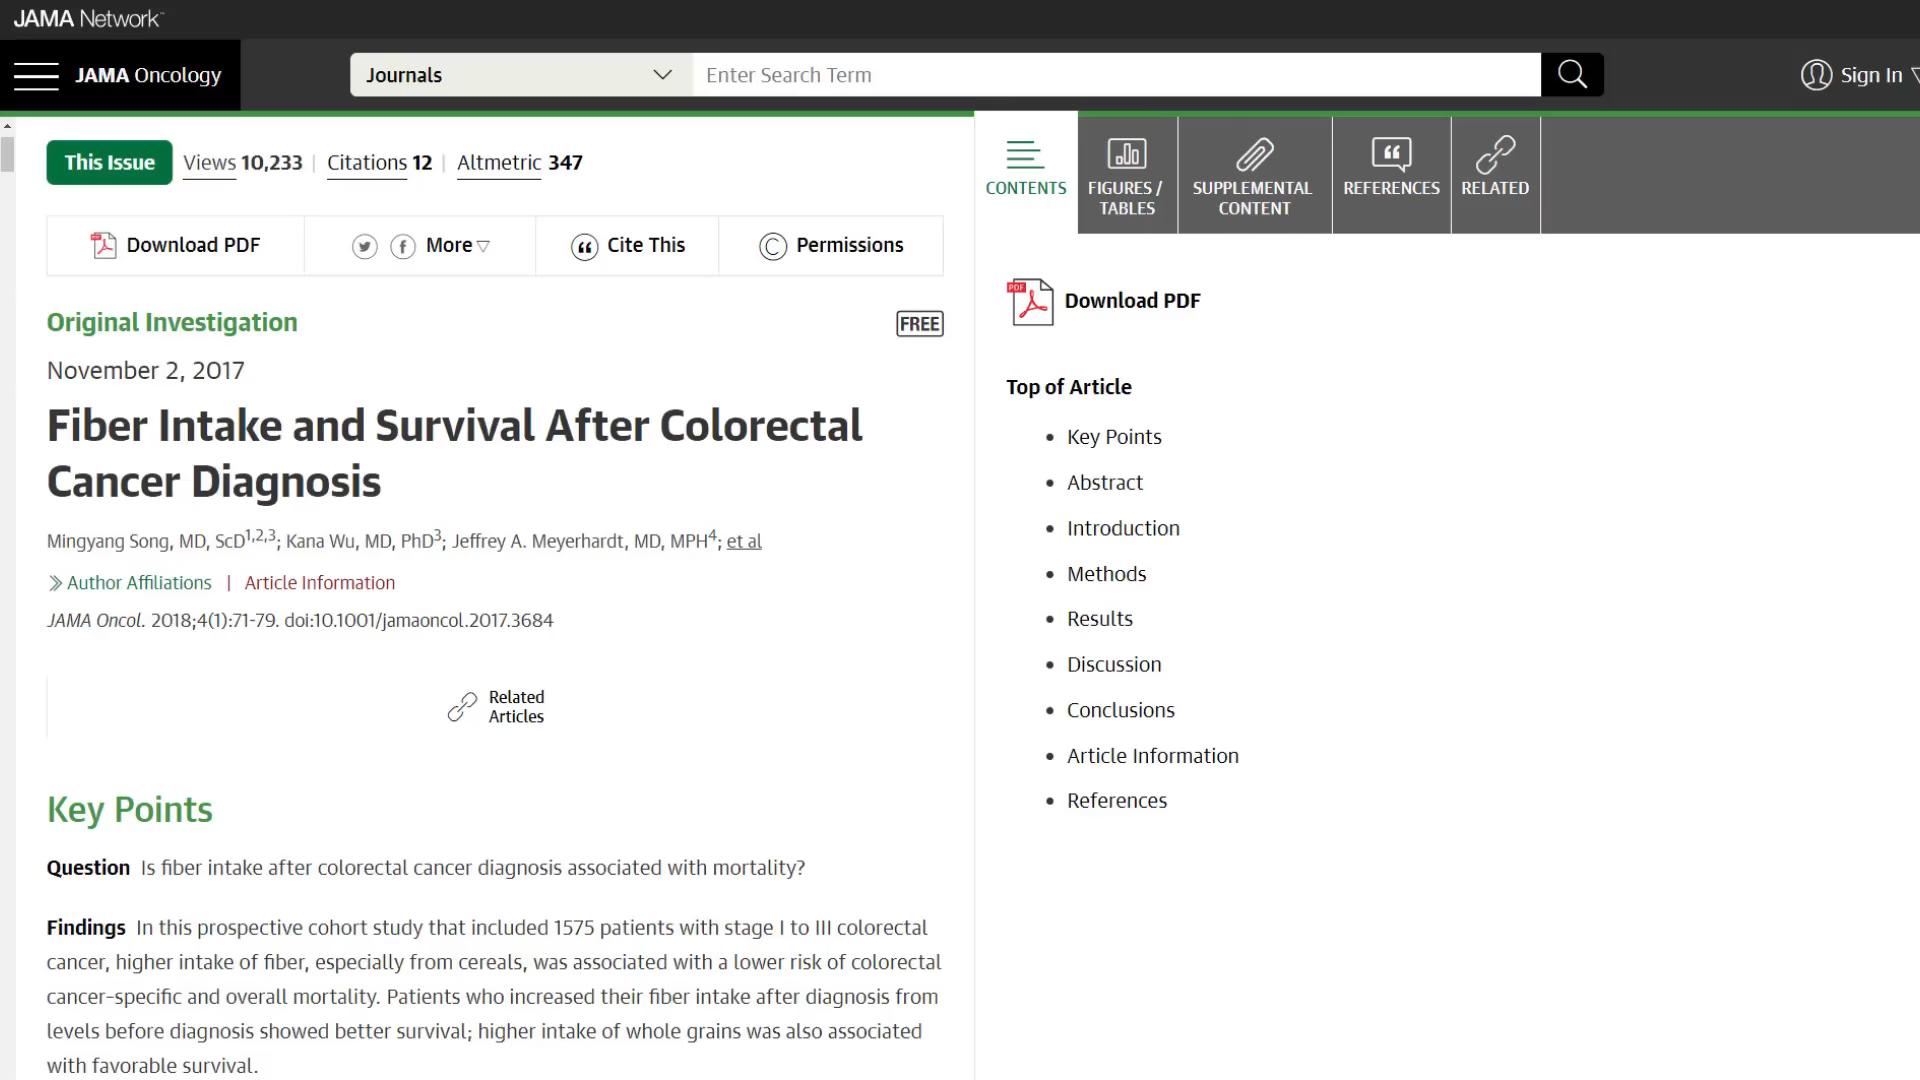 JAMA Network
JAMA Oncology
Journals
Enter Search Term
Sign In
This Issue
Views 10,233 | Citations 12 | Altmetric 347
Download PDF
More
Cite This
Permissions
Original Investigation
FREE
November 2, 2017
Fiber Intake and Survival After Colorectal
Cancer Diagnosis
Mingyang Song, MD, ScD1,2,3; Kana Wu, MD, PhD3; Jeffrey A. Meyerhardt, MD, MPH4; et al
Author Affiliations | Article Information
JAMA Oncol. 2018;4(1):71-79. doi:10.1001/jamaoncol.2017.3684
Related
Articles
Key Points
Question Is fiber intake after colorectal cancer diagnosis associated with mortality?
Findings In this prospective cohort study that included 1575 patients with stage I to III colorectal
cancer, higher intake of fiber, especially from cereals, was associated with a lower risk of colorectal
cancer–specific and overall mortality. Patients who increased their fiber intake after diagnosis from
levels before diagnosis showed better survival; higher intake of whole grains was also associated
with favorable survival.
CONTENTS
FIGURES /
TABLES
SUPPLEMENTAL
CONTENT
REFERENCES
RELATED
PDF
Download PDF
Top of Article
• Key Points
• Abstract
• Introduction
• Methods
• Results
• Discussion
• Conclusions
• Article Information
• References